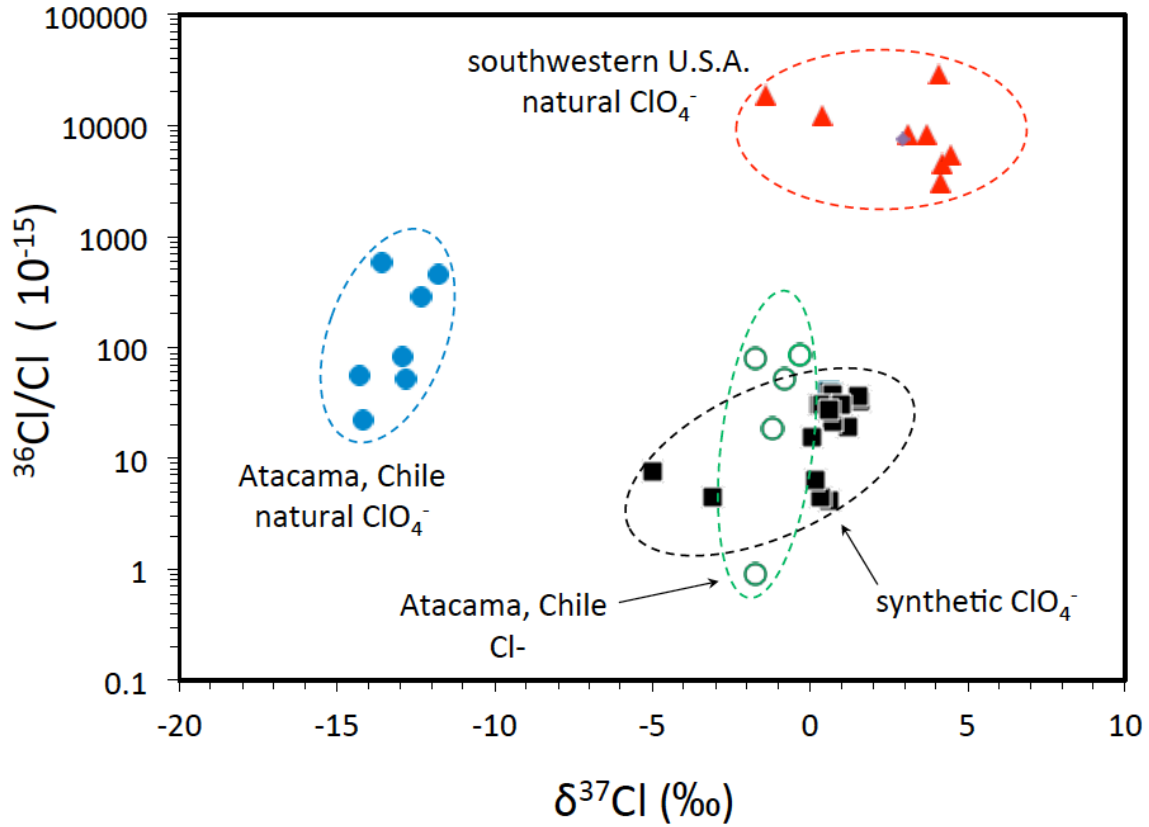 100000
10000
1000
100
10
1
0.1
³⁶Cl/Cl ( 10⁻¹⁵)
southwestern U.S.A.
natural ClO₄⁻
Atacama, Chile
natural ClO₄⁻
Atacama, Chile
Cl-
synthetic ClO₄⁻
-20 -15 -10 -5 0 5 10
δ³⁷Cl (‰)